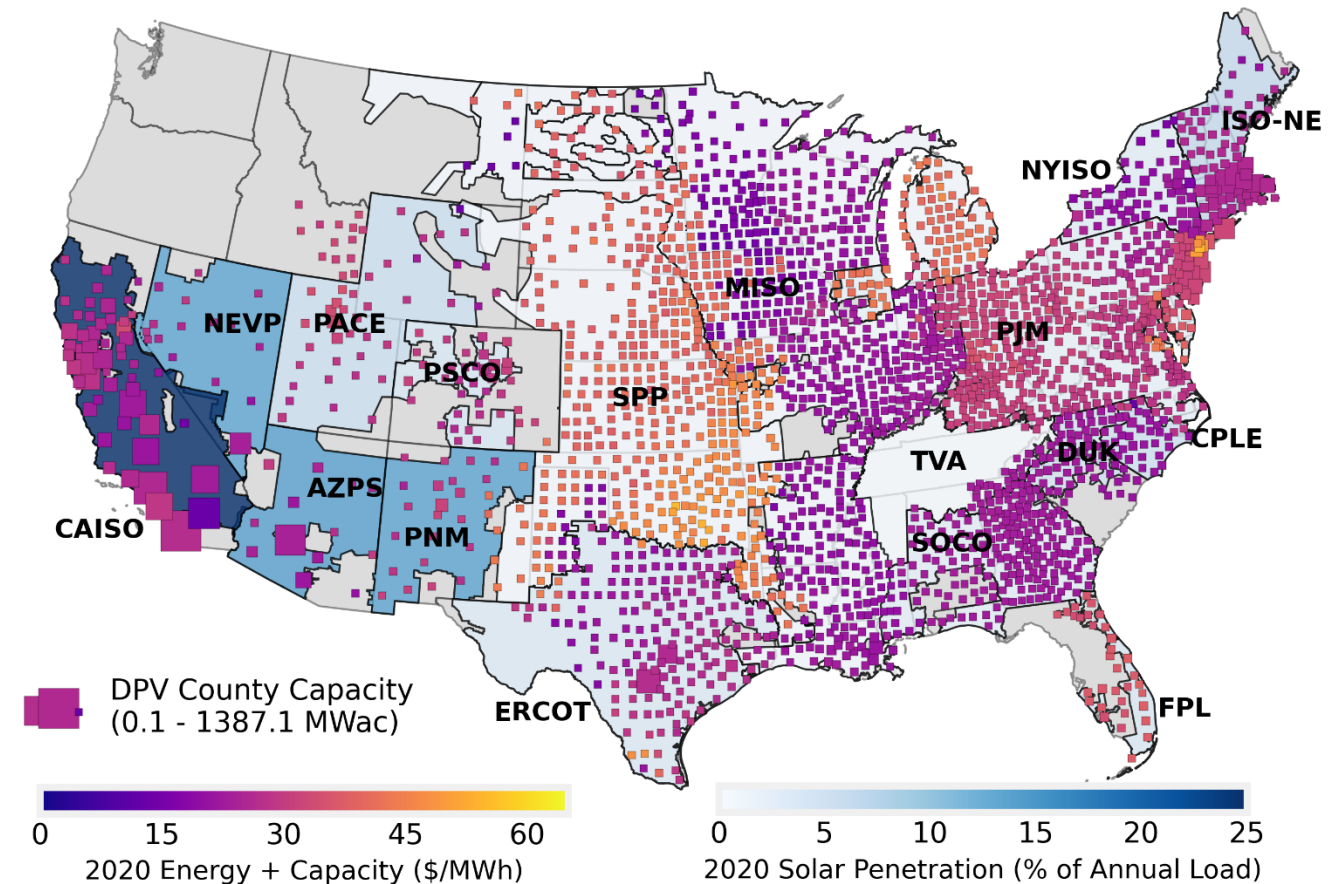 ISO-NE
NYISO
MISO
NEVP
PACE
PJM
PSCO
SPP
CPLE
DUK
TVA
AZPS
CAISO
PNM
SOCO
DPV County Capacity
(0.1 - 1387.1 MWac)
ERCOT
FPL
0 15 30 45 60
2020 Energy + Capacity ($/MWh)
0 5 10 15 20 25
2020 Solar Penetration (% of Annual Load)